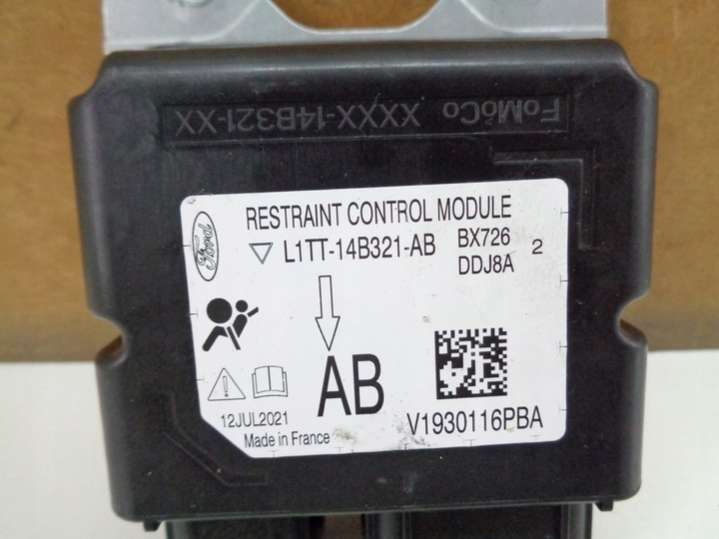 FoMoCo XXXX-14B321-XX
Ford
RESTRAINT CONTROL MODULE
L1TT-14B321-AB
BX726
DDJ8A
2
AB
12JUL2021
Made in France
V1930116PBA